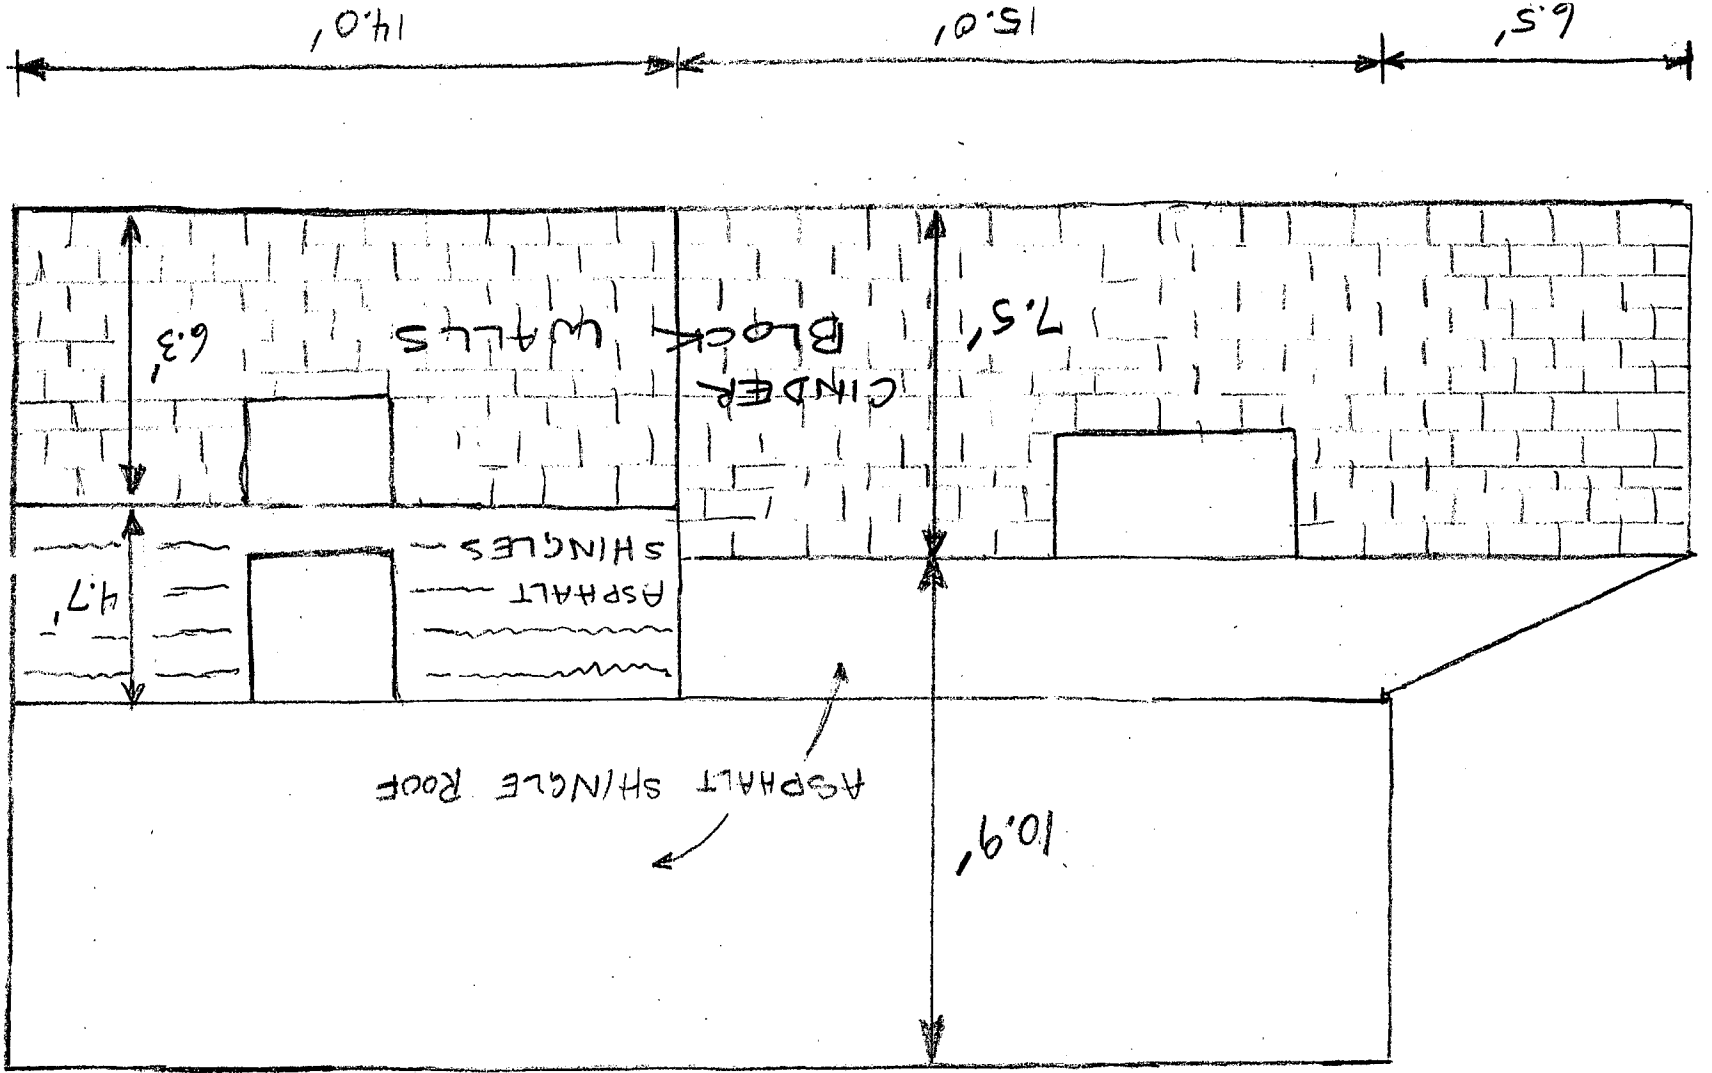 10.9'
ASPHALT SHINGLE ROOF
ASPHALT
SHINGLES
4.7'
CINDER
BLOCK WALLS
7.5'
6.3'
6.5'
15.0'
14.0'